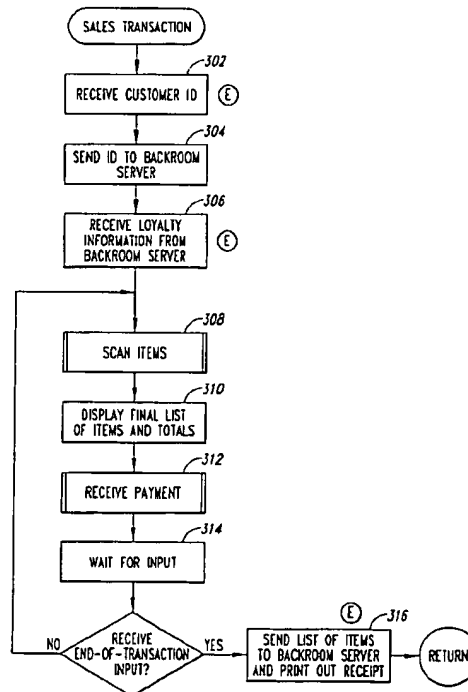 SALES TRANSACTION
302
RECEIVE CUSTOMER ID
E
304
SEND ID TO BACKROOM
SERVER
306
RECEIVE LOYALTY
INFORMATION FROM
BACKROOM SERVER
E
308
SCAN ITEMS
310
DISPLAY FINAL LIST
OF ITEMS AND TOTALS
312
RECEIVE PAYMENT
314
WAIT FOR INPUT
RECEIVE
END-OF-TRANSACTION
INPUT?
NO
YES
E
316
SEND LIST OF ITEMS
TO BACKROOM SERVER
AND PRINT OUT RECEIPT
RETURN